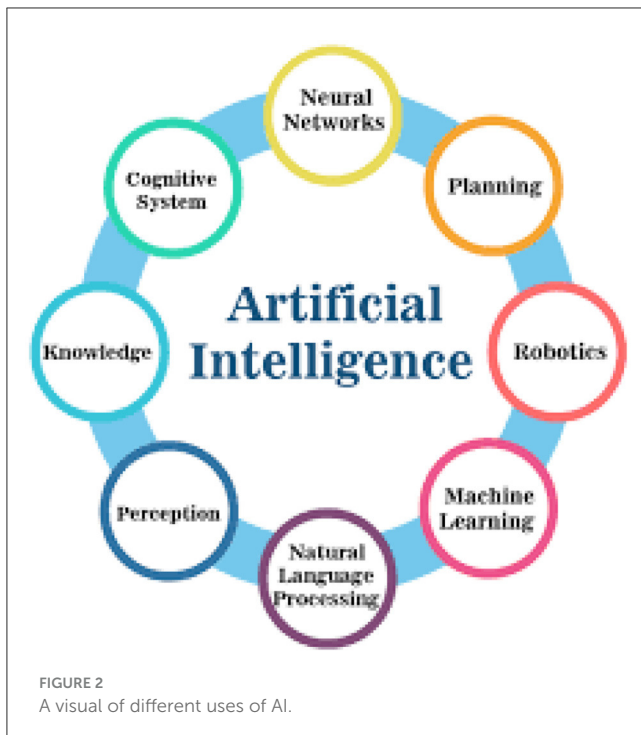 Neural
Networks
Planning
Robotics
Machine
Learning
Natural
Language
Processing
Perception
Knowledge
Cognitive
System
Artificial
Intelligence
FIGURE 2
A visual of different uses of AI.